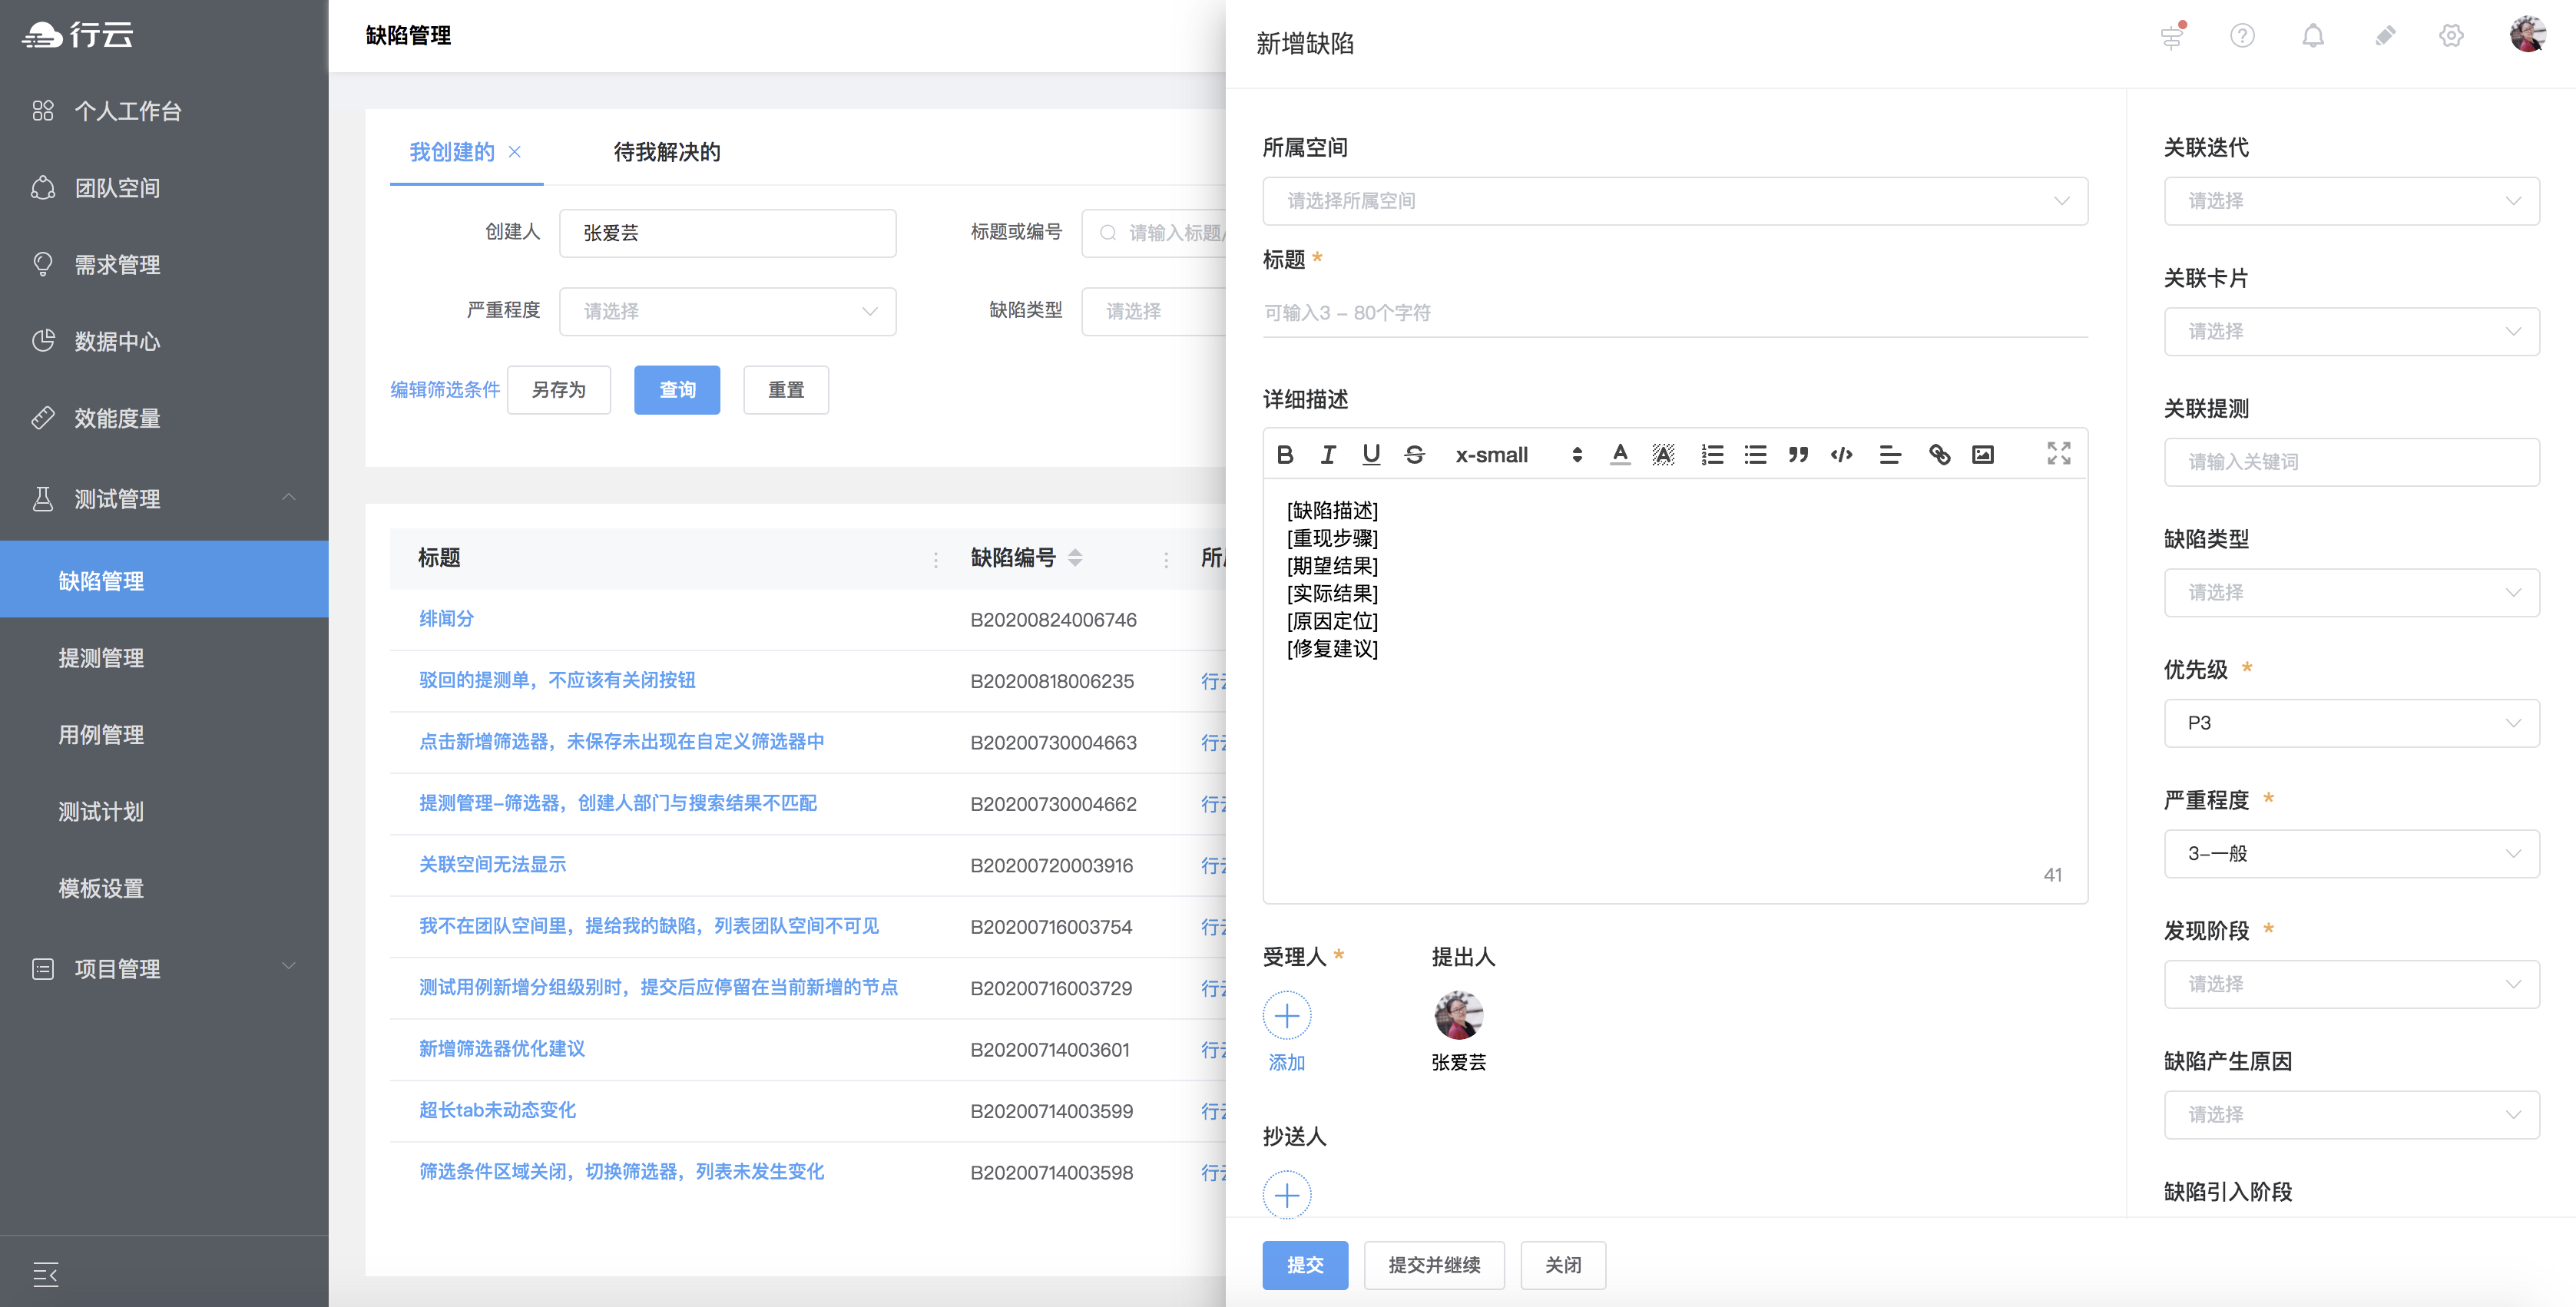 行云
个人工作台
团队空间
需求管理
数据中心
效能度量
测试管理
缺陷管理
提测管理
用例管理
测试计划
模板设置
项目管理
缺陷管理
我创建的
待我解决的
创建人
张爱芸
标题或编号
请输入标题
严重程度
请选择
缺陷类型
请选择
编辑筛选条件
另存为
查询
重置
标题
缺陷编号
所
绯闻分
B20200824006746
驳回的提测单，不应该有关闭按钮
B20200818006235
行
点击新增筛选器，未保存未出现在自定义筛选器中
B20200730004663
行
提测管理-筛选器，创建人部门与搜索结果不匹配
B20200730004662
行
关联空间无法显示
B20200720003916
行
我不在团队空间里，提给我的缺陷，列表团队空间不可见
B20200716003754
行
测试用例新增分组级别时，提交后应停留在当前新增的节点
B20200716003729
行
新增筛选器优化建议
B20200714003601
行
超长tab未动态变化
B20200714003599
行
筛选条件区域关闭，切换筛选器，列表未发生变化
B20200714003598
行
新增缺陷
所属空间
请选择所属空间
标题 *
可输入3 - 80个字符
详细描述
x-small
[缺陷描述]
[重现步骤]
[期望结果]
[实际结果]
[原因定位]
[修复建议]
41
受理人 *
添加
提出人
张爱芸
抄送人
提交
提交并继续
关闭
关联迭代
请选择
关联卡片
请选择
关联提测
请输入关键词
缺陷类型
请选择
优先级 *
P3
严重程度 *
3-一般
发现阶段 *
请选择
缺陷产生原因
请选择
缺陷引入阶段